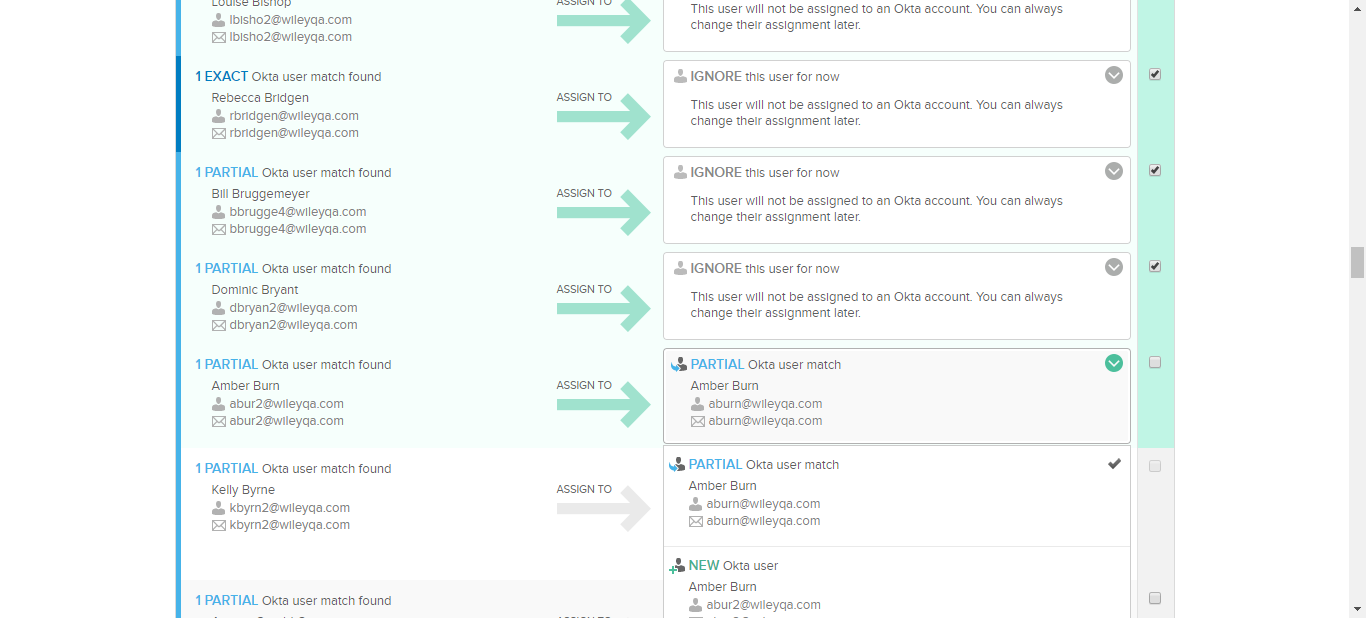 Louise Bishop
lbisho2@wileyqa.com
lbisho2@wileyqa.com
ASSIGN TO
This user will not be assigned to an Okta account. You can always
change their assignment later.
1 EXACT Okta user match found
Rebecca Bridgen
rbridgen@wileyqa.com
rbridgen@wileyqa.com
ASSIGN TO
IGNORE this user for now
This user will not be assigned to an Okta account. You can always
change their assignment later.
1 PARTIAL Okta user match found
Bill Bruggemeyer
bbrugge4@wileyqa.com
bbrugge4@wileyqa.com
ASSIGN TO
IGNORE this user for now
This user will not be assigned to an Okta account. You can always
change their assignment later.
1 PARTIAL Okta user match found
Dominic Bryant
dbryan2@wileyqa.com
dbryan2@wileyqa.com
ASSIGN TO
IGNORE this user for now
This user will not be assigned to an Okta account. You can always
change their assignment later.
1 PARTIAL Okta user match found
Amber Burn
abur2@wileyqa.com
abur2@wileyqa.com
ASSIGN TO
PARTIAL Okta user match
Amber Burn
aburn@wileyqa.com
aburn@wileyqa.com
1 PARTIAL Okta user match found
Kelly Byrne
kbyrn2@wileyqa.com
kbyrn2@wileyqa.com
ASSIGN TO
PARTIAL Okta user match
Amber Burn
aburn@wileyqa.com
aburn@wileyqa.com
NEW Okta user
Amber Burn
abur2@wileyqa.com
1 PARTIAL Okta user match found